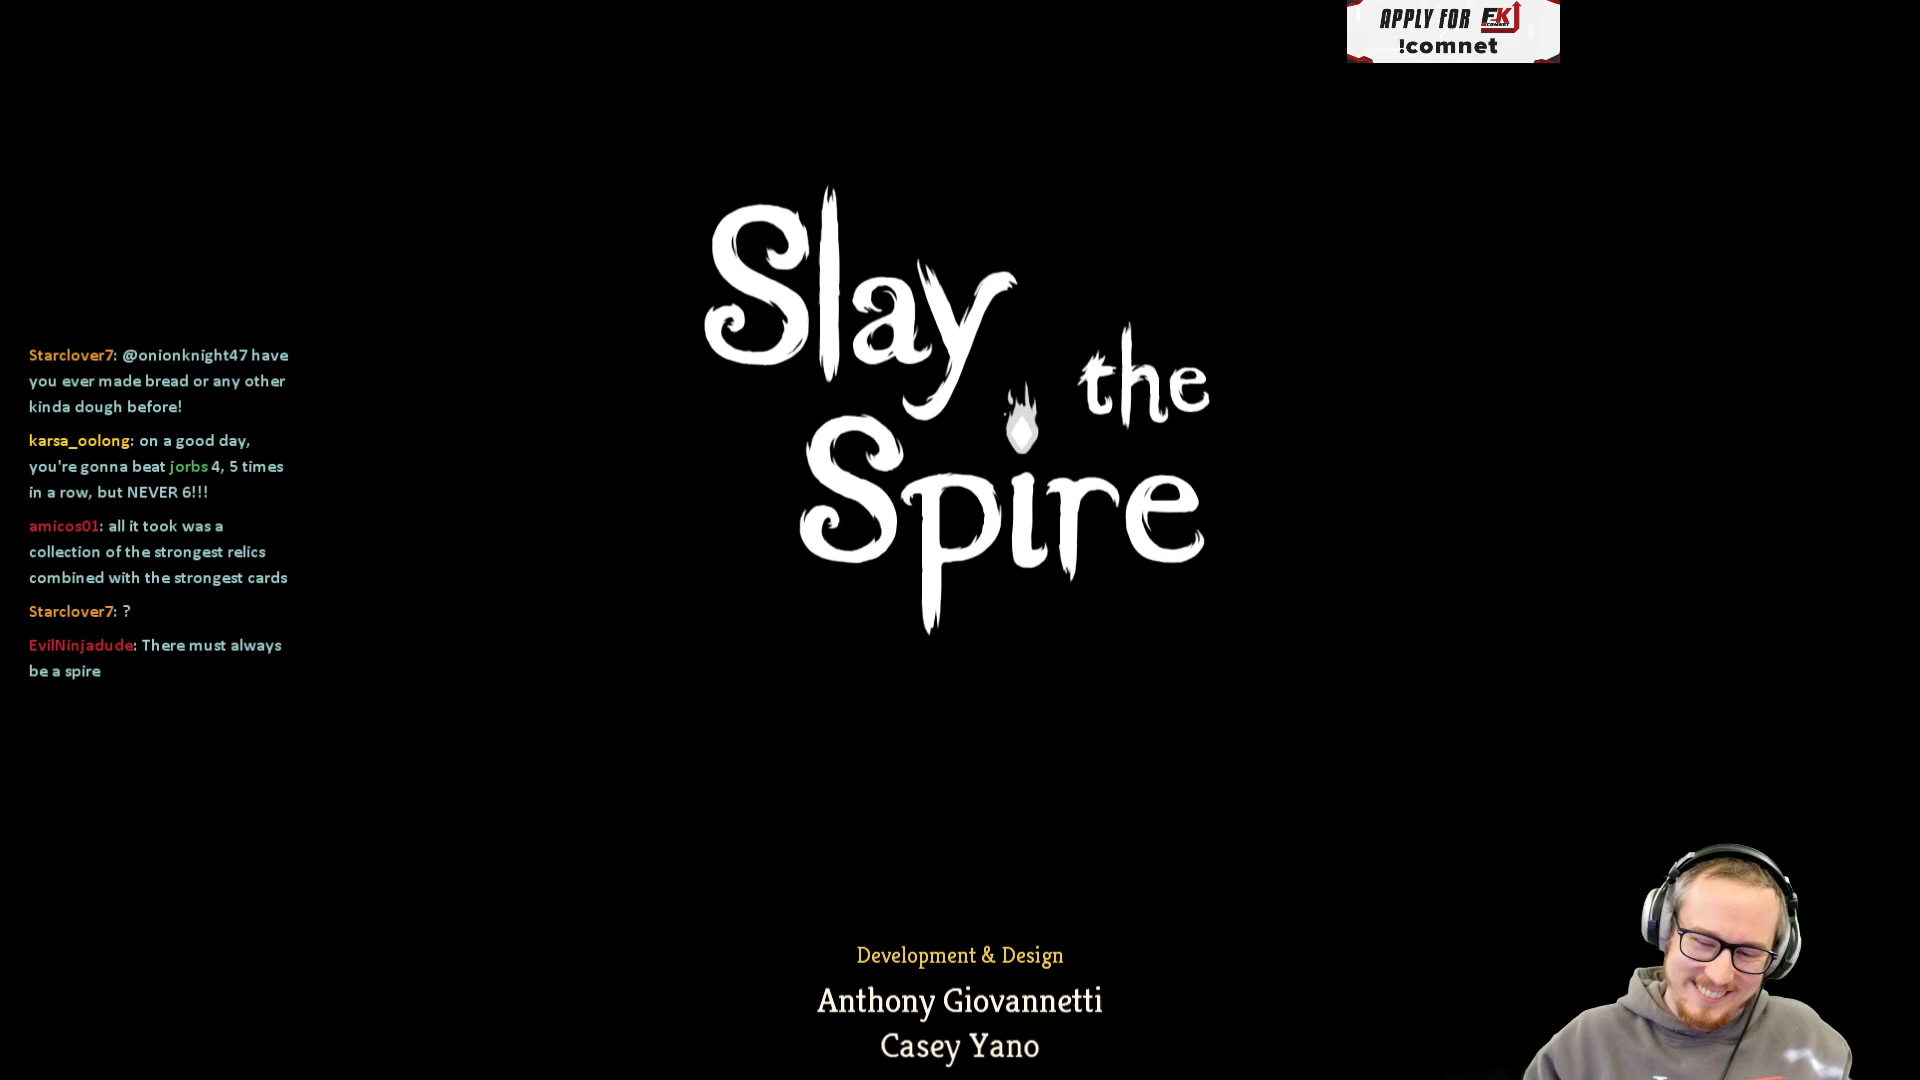 APPLY FOR EK
!comnet
Slay
the
Spire
Starclover7: @onionknight47 have
you ever made bread or any other
kinda dough before!
karsa_oolong: on a good day,
you're gonna beat jorbs 4, 5 times
in a row, but NEVER 6!!!
amicos01: all it took was a
collection of the strongest relics
combined with the strongest cards
Starclover7: ?
EvilNinjadude: There must always
be a spire
Development & Design
Anthony Giovannetti
Casey Yano